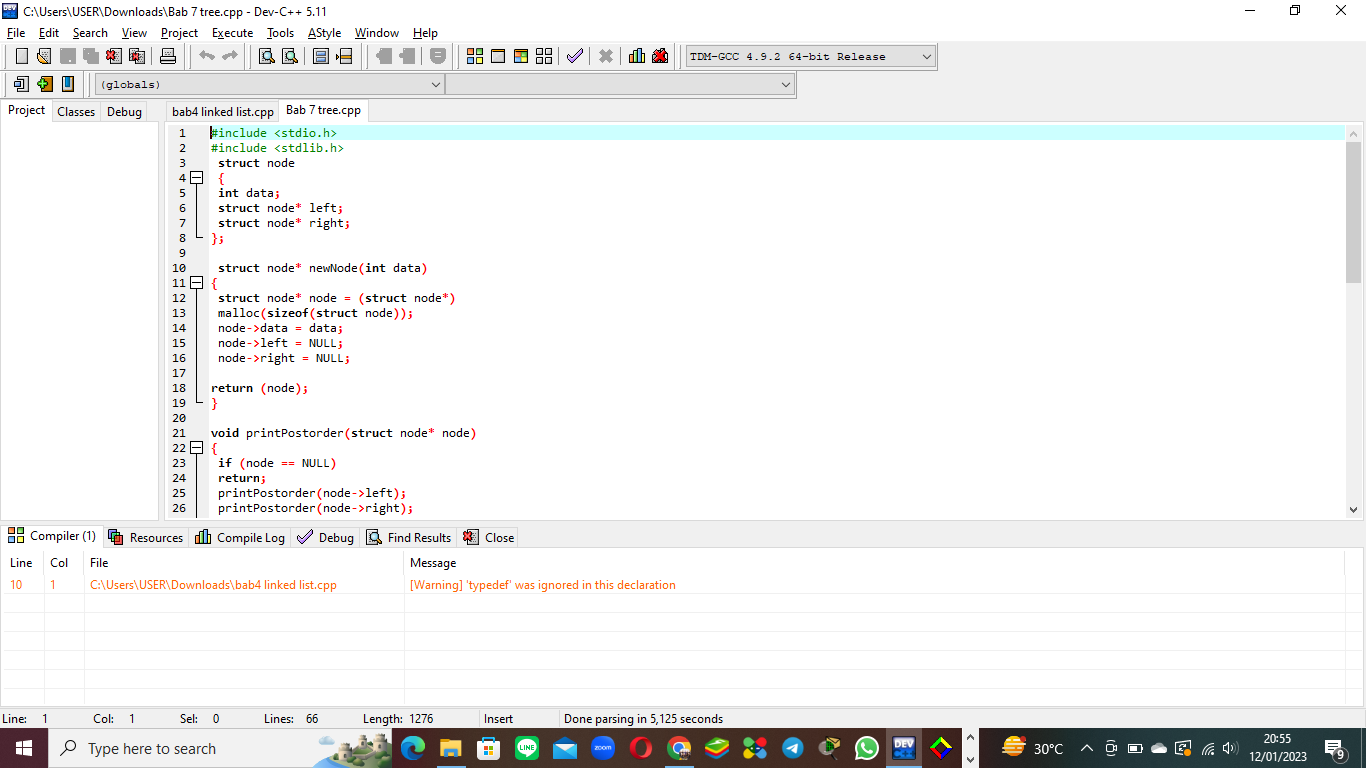 C:\Users\USER\Downloads\Bab 7 tree.cpp - Dev-C++ 5.11
File Edit Search View Project Execute Tools AStyle Window Help
TDM-GCC 4.9.2 64-bit Release
(globals)
Project Classes Debug bab4 linked list.cpp Bab 7 tree.cpp
1 #include <stdio.h>
2 #include <stdlib.h>
3 struct node
4 {
5 int data;
6 struct node* left;
7 struct node* right;
8 };
9
10 struct node* newNode(int data)
11 {
12 struct node* node = (struct node*)
13 malloc(sizeof(struct node));
14 node->data = data;
15 node->left = NULL;
16 node->right = NULL;
17
18 return (node);
19 }
20
21 void printPostorder(struct node* node)
22 {
23 if (node == NULL)
24 return;
25 printPostorder(node->left);
26 printPostorder(node->right);
Compiler (1) Resources Compile Log Debug Find Results Close
Line Col File Message
10 1 C:\Users\USER\Downloads\bab4 linked list.cpp [Warning] 'typedef' was ignored in this declaration
Line: 1 Col: 1 Sel: 0 Lines: 66 Length: 1276 Insert Done parsing in 5,125 seconds
Type here to search
LINE
zoom
DEV
30°C
20:55
12/01/2023
9